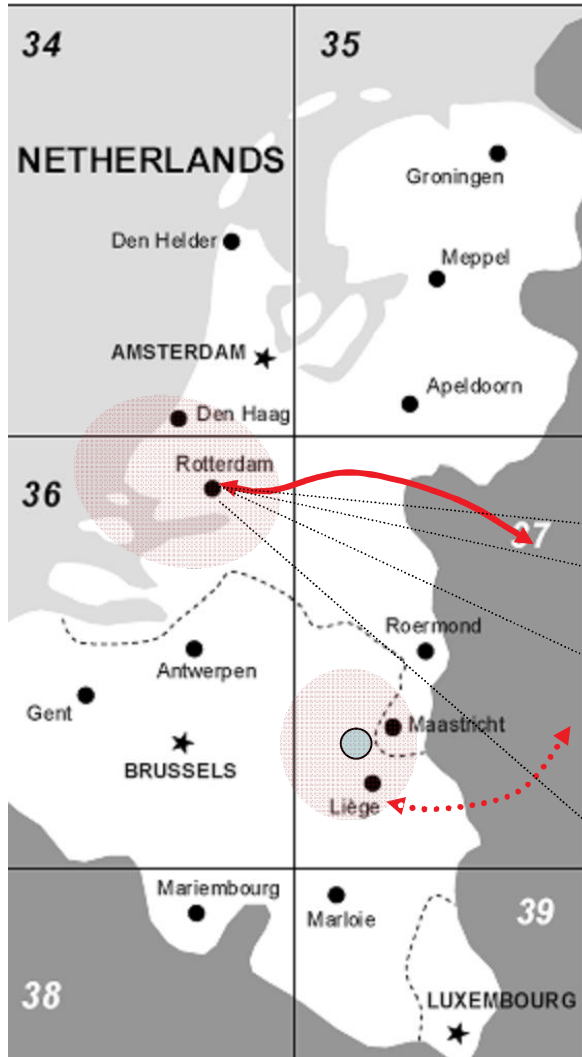 34
35
NETHERLANDS
Groningen
Den Helder
Meppel
AMSTERDAM
Apeldoorn
Den Haag
Rotterdam
36
37
Roermond
Antwerpen
Gent
Maastricht
BRUSSELS
Liège
Mariembourg
Marloie
39
38
LUXEMBOURG